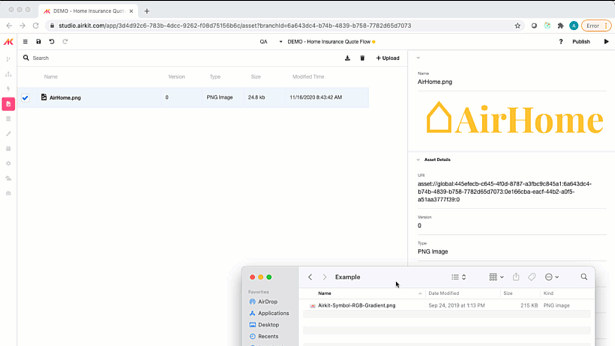 DEMO - Home Insurance Quot
studio.airkit.com/app/3d4d92c6-783b-4dcc-9262-f08d75156b6c/asset?branchId=6a643dc4-b74b-4839-b758-7782d65d7073
Error
QA
DEMO - Home Insurance Quote Flow
Publish
Search
Upload
Name
Version
Type
Size
Modified Time
AirHome.png
0
PNG Image
24.8 kb
11/16/2020 8:43:42 AM
Name
AirHome.png
AirHome
Asset Details
URI
asset://global:445efecb-c645-4f0d-8787-a3fbc9c845a1:6a643dc4-
b74b-4839-b758-7782d65d7073:0e166cba-eacf-44b2-a0f5-
a51aa3777f39:0
Version
0
Type
PNG Image
Example
Favorites
AirDrop
Applications
Desktop
Recents
Name
Date Modified
Size
Kind
Airkit-Symbol-RGB-Gradient.png
Sep 24, 2019 at 1:13 PM
215 KB
PNG image